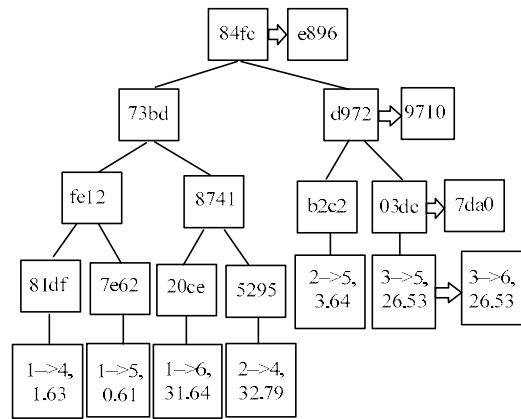 84fc
e896
73bd
d972
9710
fe12
8741
b2c2
03dc
7da0
81df
7e62
20ce
5295
2–>5,
3.64
3–>5,
26.53
3–>6,
26.53
1–>4,
1.63
1–>5,
0.61
1–>6,
31.64
2–>4,
32.79